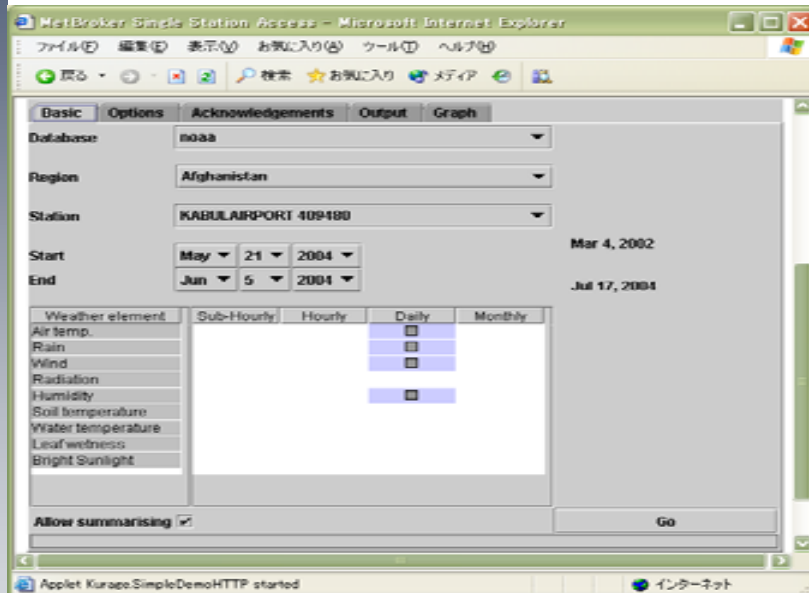 MetBroker Single Station Access - Microsoft Internet Explorer
ファイル(F) 編集(E) 表示(V) お気に入り(A) ツール(T) ヘルプ(H)
戻る 検索 お気に入り メディア
Basic Options Acknowledgements Output Graph
Database noaa
Region Afghanistan
Station KABULAIRPORT 409480
Mar 4, 2002
Start May 21 2004
End Jun 5 2004
Jul 17, 2004
Weather element Sub-Hourly Hourly Daily Monthly
Air temp.
Rain
Wind
Radiation
Humidity
Soil temperature
Water temperature
Leaf wetness
Bright Sunlight
Allow summarising Go
Applet Kurage.SimpleDemoHTTP started インターネット